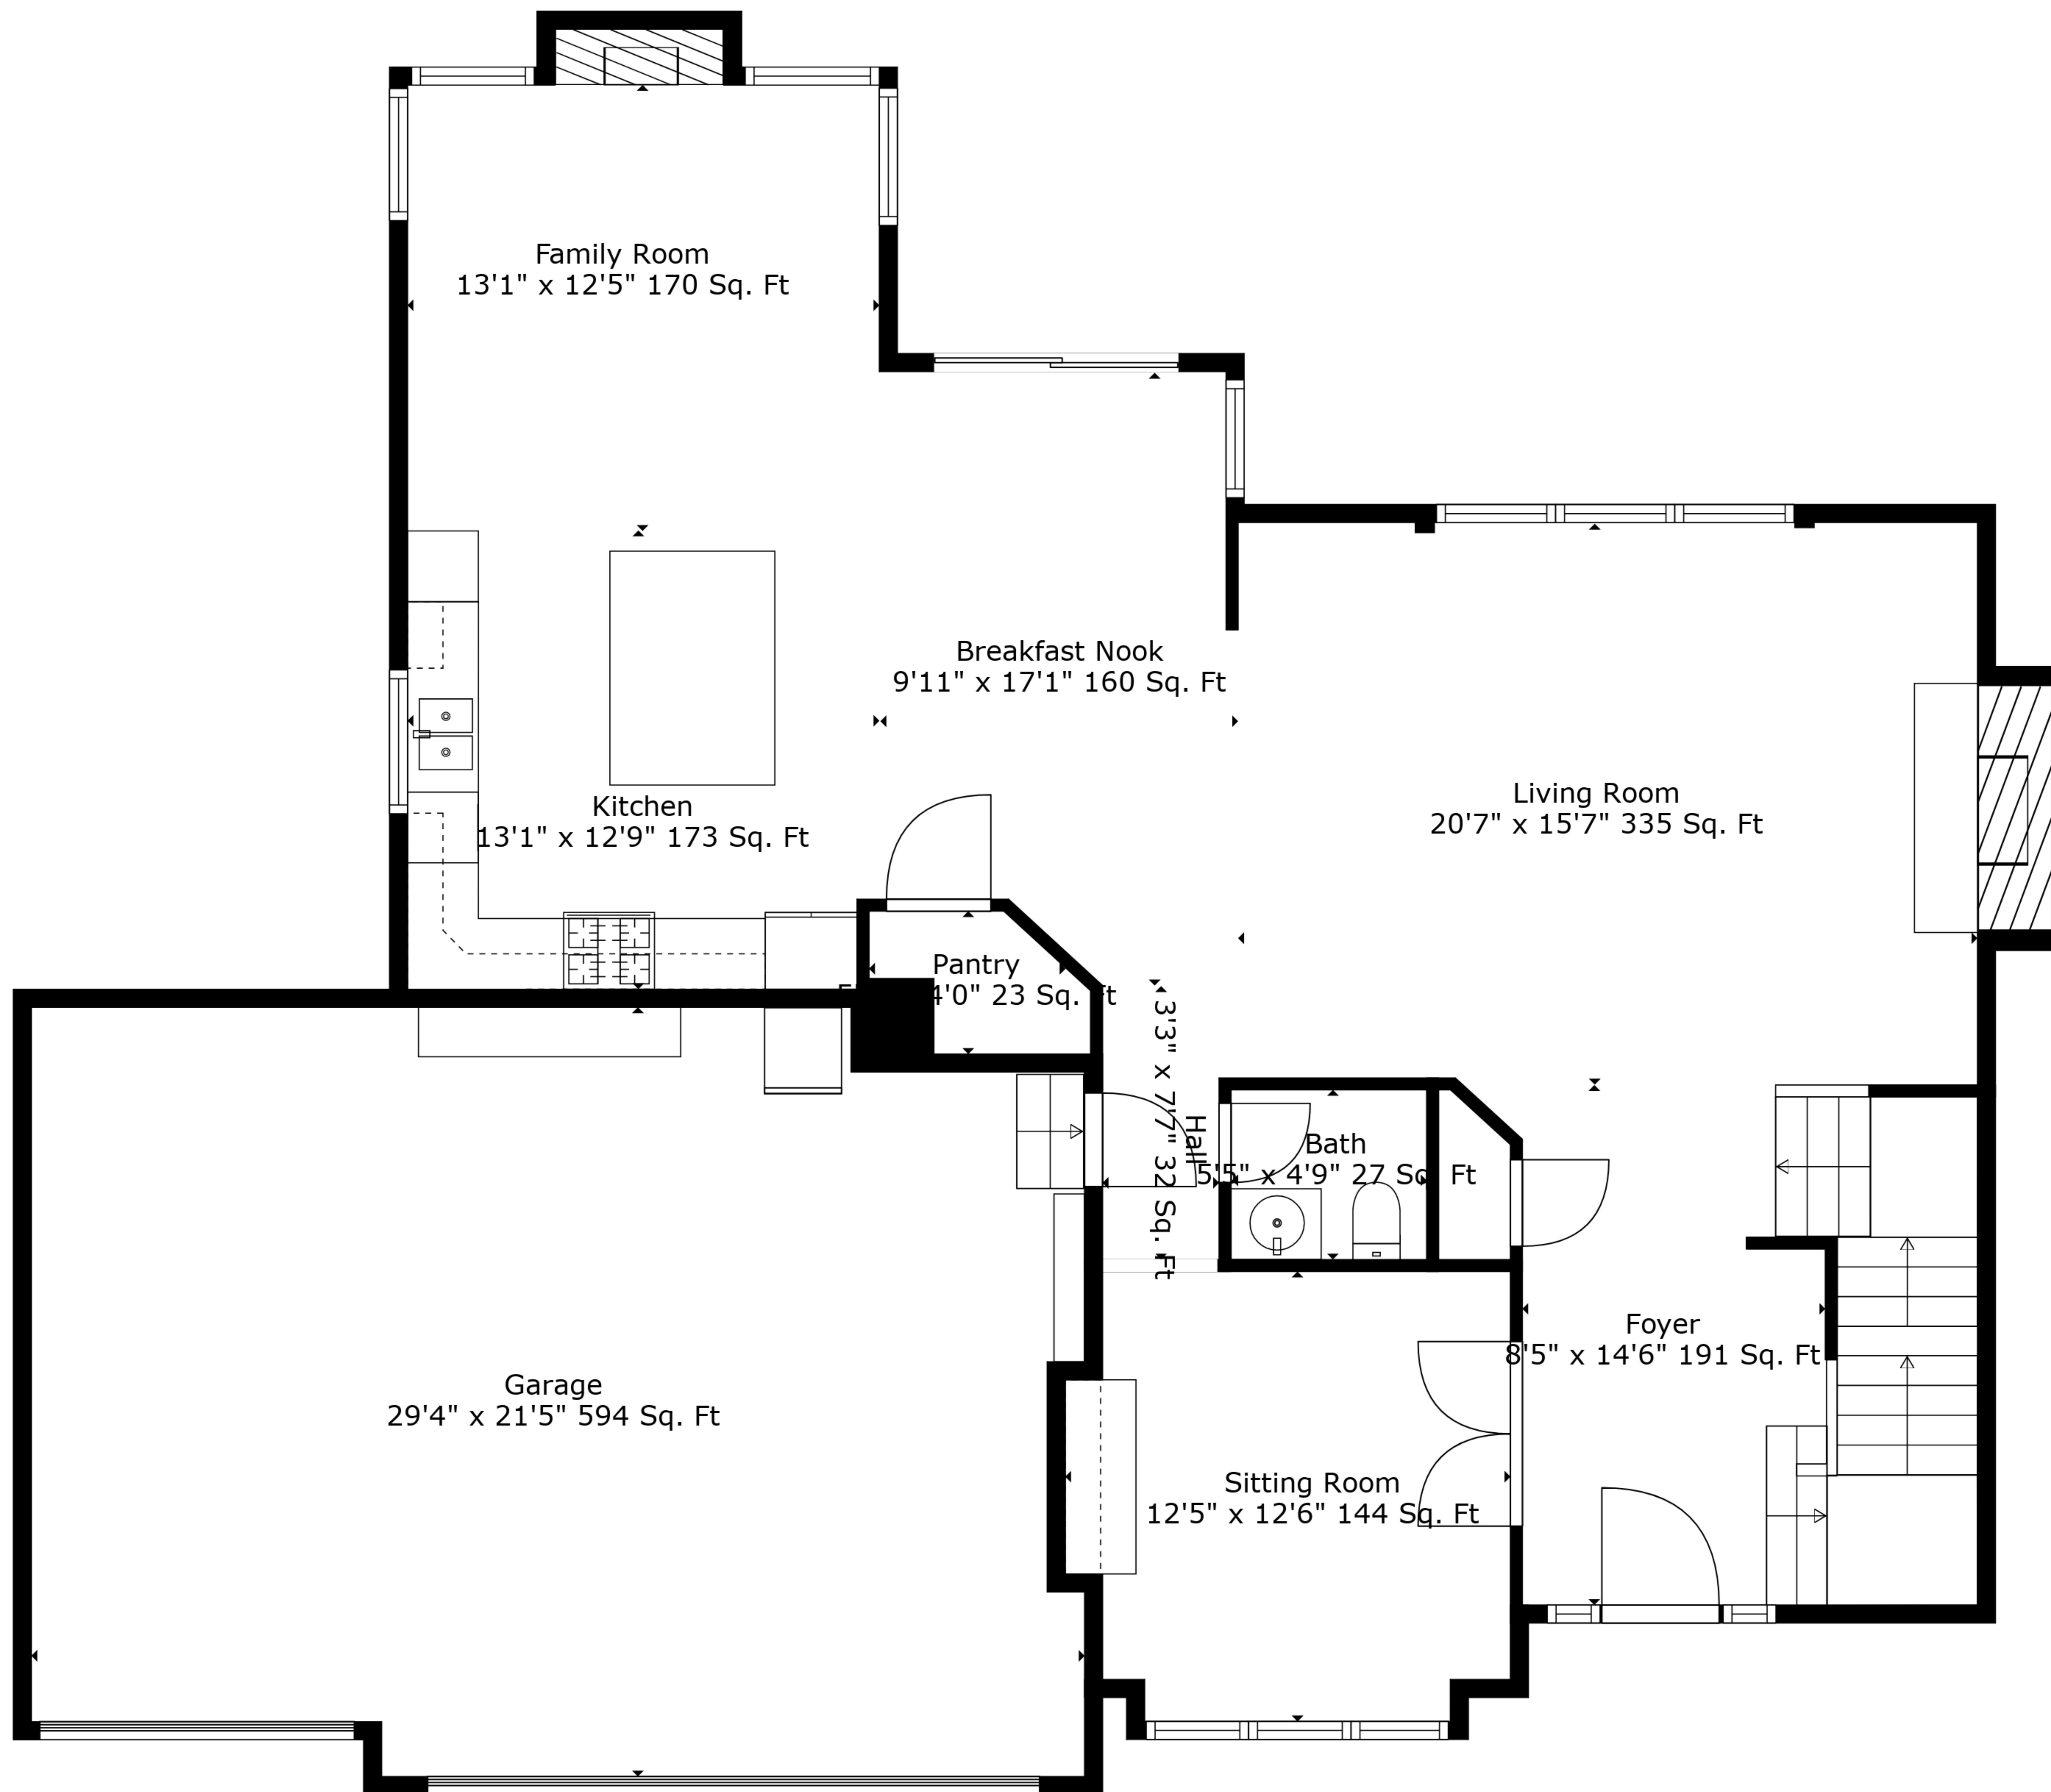 Family Room
13'1" x 12'5" 170 Sq. Ft
Breakfast Nook
9'11" x 17'1" 160 Sq. Ft
Kitchen
13'1" x 12'9" 173 Sq. Ft
Living Room
20'7" x 15'7" 335 Sq. Ft
Pantry
4'0" 23 Sq. Ft
Hall
3'3" x 7'7" 32 Sq. Ft
Bath
5'5" x 4'9" 27 Sq. Ft
Foyer
8'5" x 14'6" 191 Sq. Ft
Garage
29'4" x 21'5" 594 Sq. Ft
Sitting Room
12'5" x 12'6" 144 Sq. Ft